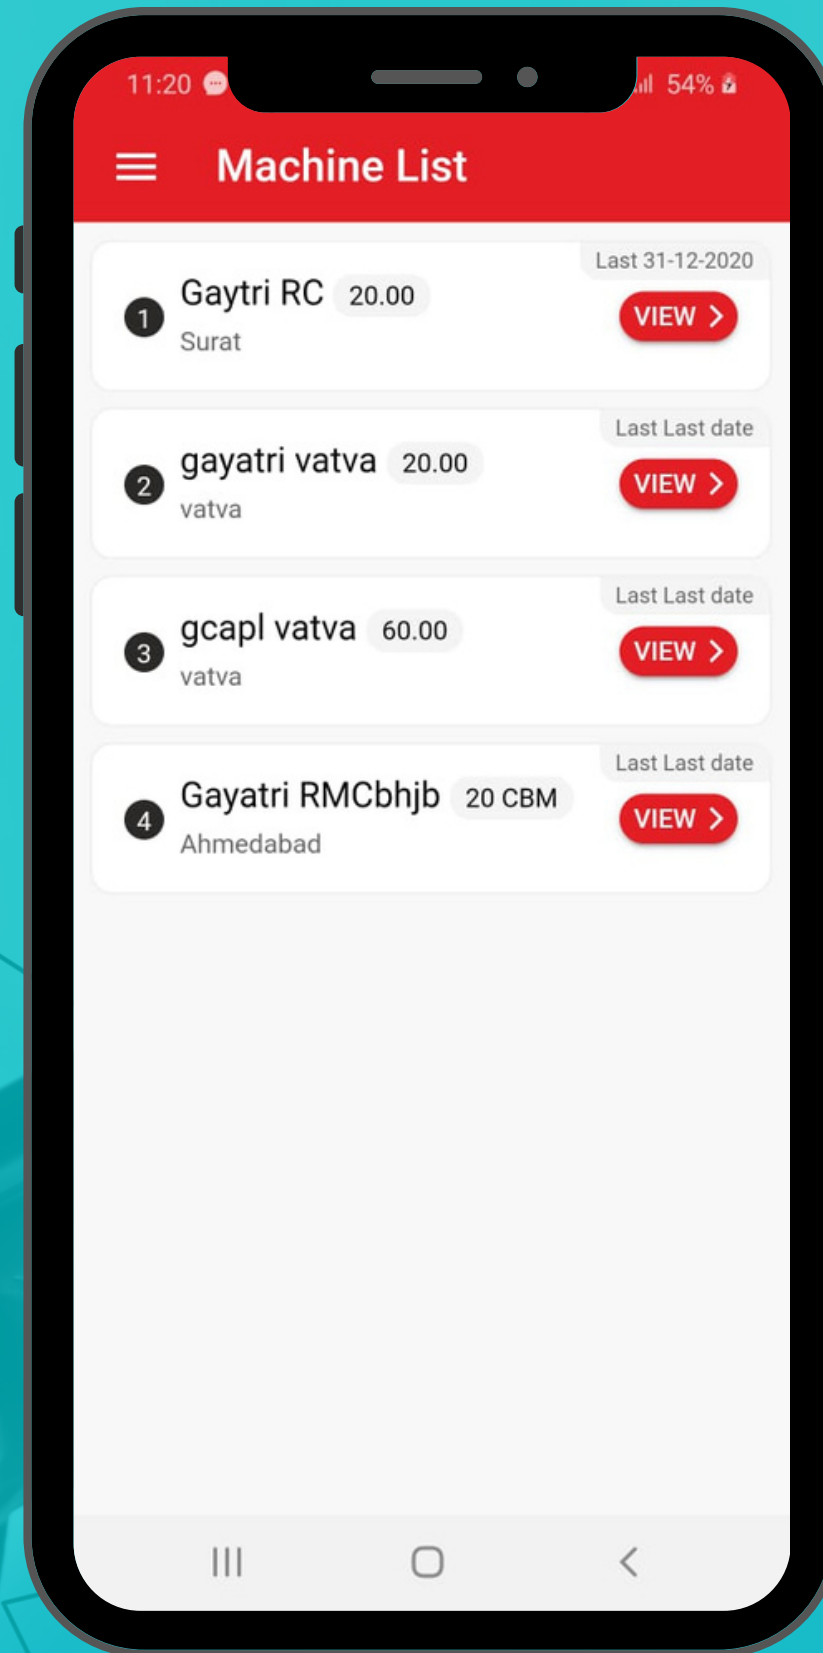 11:20 54%
Machine List
Last 31-12-2020
1 Gaytri RC 20.00
VIEW
Surat
Last Last date
2 gayatri vatva 20.00
VIEW
vatva
Last Last date
3 gcapl vatva 60.00
VIEW
vatva
Last Last date
4 Gayatri RMCbhjb 20 CBM
VIEW
Ahmedabad